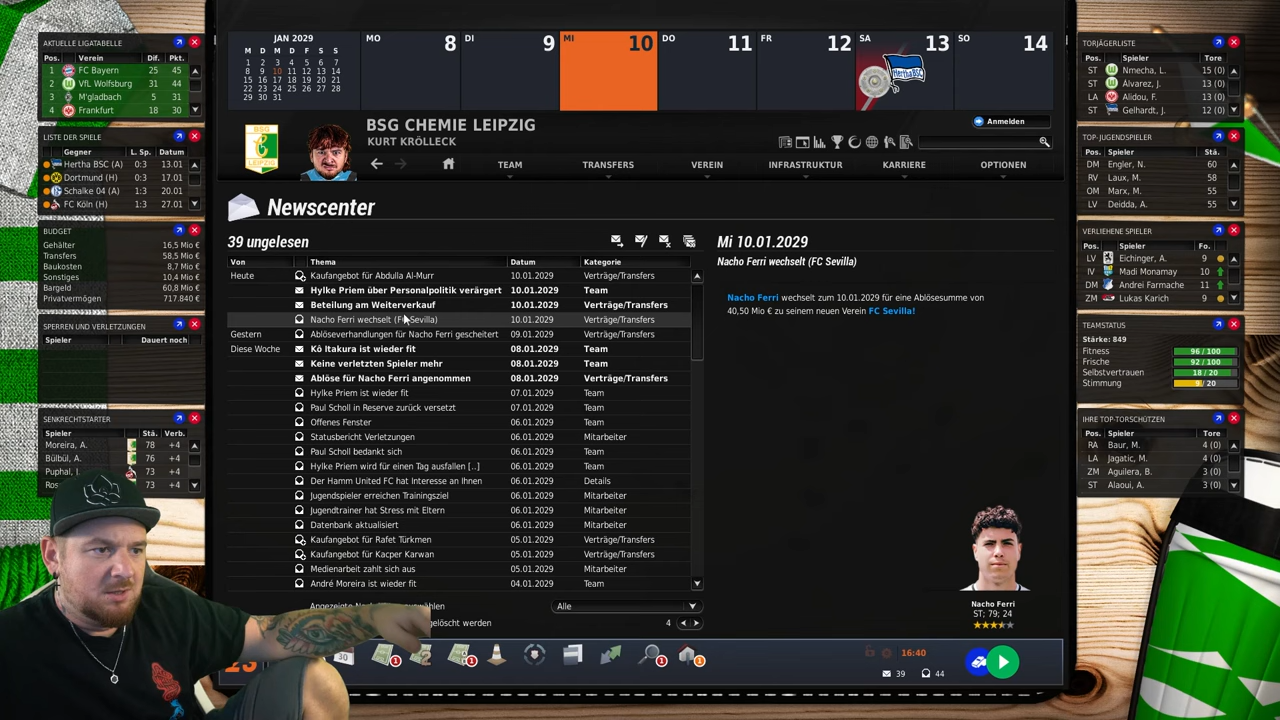 AKTUELLE LIGATABELLE
Pos. Verein Dif. Pkt.
1 FC Bayern 25 45
2 VfL Wolfsburg 31 44
3 M'gladbach 5 31
4 Frankfurt 18 30
LISTE DER SPIELE
Gegner L. Sp. Datum
Hertha BSC (A) 0:3 13.01
Dortmund (H) 0:3 17.01
Schalke 04 (A) 1:3 20.01
FC Köln (H) 1:3 27.01
BUDGET
Gehälter 16,5 Mio €
Transfers 58,5 Mio €
Baukosten 8,7 Mio €
Sonstiges 10,4 Mio €
Bargeld 60,8 Mio €
Privatvermögen 717.840 €
SPERREN UND VERLETZUNGEN
Spieler Dauert noch
SENKRECHTSTARTER
Spieler Stä. Verb.
Moreira, A. 78 +4
Bülbül, A. 76 +4
Puphal, I. 73 +4
73 +4
JAN 2029
M D M D F S S
1 2 3 4 5 6 7
8 9 10 11 12 13 14
15 16 17 18 19 20 21
22 23 24 25 26 27 28
29 30 31
MO 8
DI 9
MI 10
DO 11
FR 12
SA 13
Hertha BSC
SO 14
BSG
LEIPZIG
BSG CHEMIE LEIPZIG
KURT KRÖLLECK
Anmelden
TEAM TRANSFERS VEREIN INFRASTRUKTUR KARRIERE OPTIONEN
Newscenter
39 ungelesen
Von Thema Datum Kategorie
Heute Kaufangebot für Abdulla Al-Murr 10.01.2029 Verträge/Transfers
Hylke Priem über Personalpolitik verärgert 10.01.2029 Team
Beteilung am Weiterverkauf 10.01.2029 Verträge/Transfers
Nacho Ferri wechselt (FC Sevilla) 10.01.2029 Verträge/Transfers
Gestern Ablöseverhandlungen für Nacho Ferri gescheitert 09.01.2029 Verträge/Transfers
Diese Woche Kô Itakura ist wieder fit 08.01.2029 Team
Keine verletzten Spieler mehr 08.01.2029 Team
Ablöse für Nacho Ferri angenommen 08.01.2029 Verträge/Transfers
Hylke Priem ist wieder fit 07.01.2029 Team
Paul Scholl in Reserve zurück versetzt 07.01.2029 Team
Offenes Fenster 06.01.2029 Team
Statusbericht Verletzungen 06.01.2029 Mitarbeiter
Paul Scholl bedankt sich 06.01.2029 Team
Hylke Priem wird für einen Tag ausfallen [..] 06.01.2029 Team
Der Hamm United FC hat Interesse an Ihnen 06.01.2029 Details
Jugendspieler erreichen Trainingsziel 06.01.2029 Mitarbeiter
Jugendtrainer hat Stress mit Eltern 06.01.2029 Mitarbeiter
Datenbank aktualisiert 06.01.2029 Mitarbeiter
Kaufangebot für Rafet Türkmen 05.01.2029 Verträge/Transfers
Kaufangebot für Kacper Karwan 05.01.2029 Verträge/Transfers
Medienarbeit zahlt sich aus 05.01.2029 Mitarbeiter
André Moreira ist wieder fit 04.01.2029 Team
Alle
elöscht werden 4
Mi 10.01.2029
Nacho Ferri wechselt (FC Sevilla)
Nacho Ferri wechselt zum 10.01.2029 für eine Ablösesumme von
40,50 Mio € zu seinem neuen Verein FC Sevilla!
Nacho Ferri
ST; 79; 24
30 1 2 1 1 1
16:40
39 44
TORJÄGERLISTE
Pos. Spieler Tore
ST Nmecha, L. 15 (0)
ST Álvarez, J. 13 (0)
LA Alidou, F. 13 (0)
ST Gelhardt, J. 12 (0)
TOP-JUGENDSPIELER
Pos. Spieler Stä.
DM Engler, N. 60
RV Laux, M. 58
OM Marx, M. 55
LV Deidda, A. 55
VERLIEHENE SPIELER
Pos. Spieler Fo.
LV Eichinger, A. 9
IV Madi Monamay 10
DM Andrei Farmache 11
ZM Lukas Karich 9
TEAMSTATUS
Stärke: 849
Fitness 96 / 100
Frische 92 / 100
Selbstvertrauen 18 / 20
Stimmung 9 / 20
IHRE TOP-TORSCHÜTZEN
Pos. Spieler Tore
RA Baur, M. 4 (0)
LA Jagatic, M. 4 (0)
ZM Aguilera, B. 3 (0)
ST Alaoui, A. 3 (0)